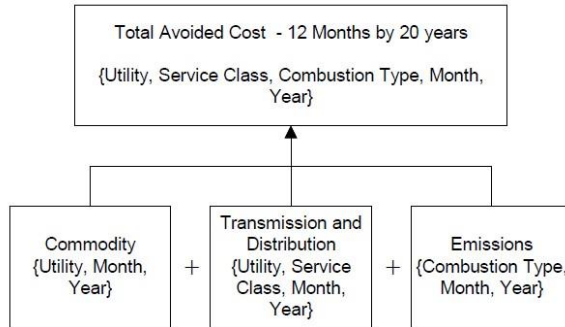 Total Avoided Cost - 12 Months by 20 years
{Utility, Service Class, Combustion Type, Month,
Year}
Commodity
{Utility, Month,
Year}
+
Transmission and
Distribution
{Utility, Service
Class, Month,
Year}
+
Emissions
{Combustion Type,
Month, Year}